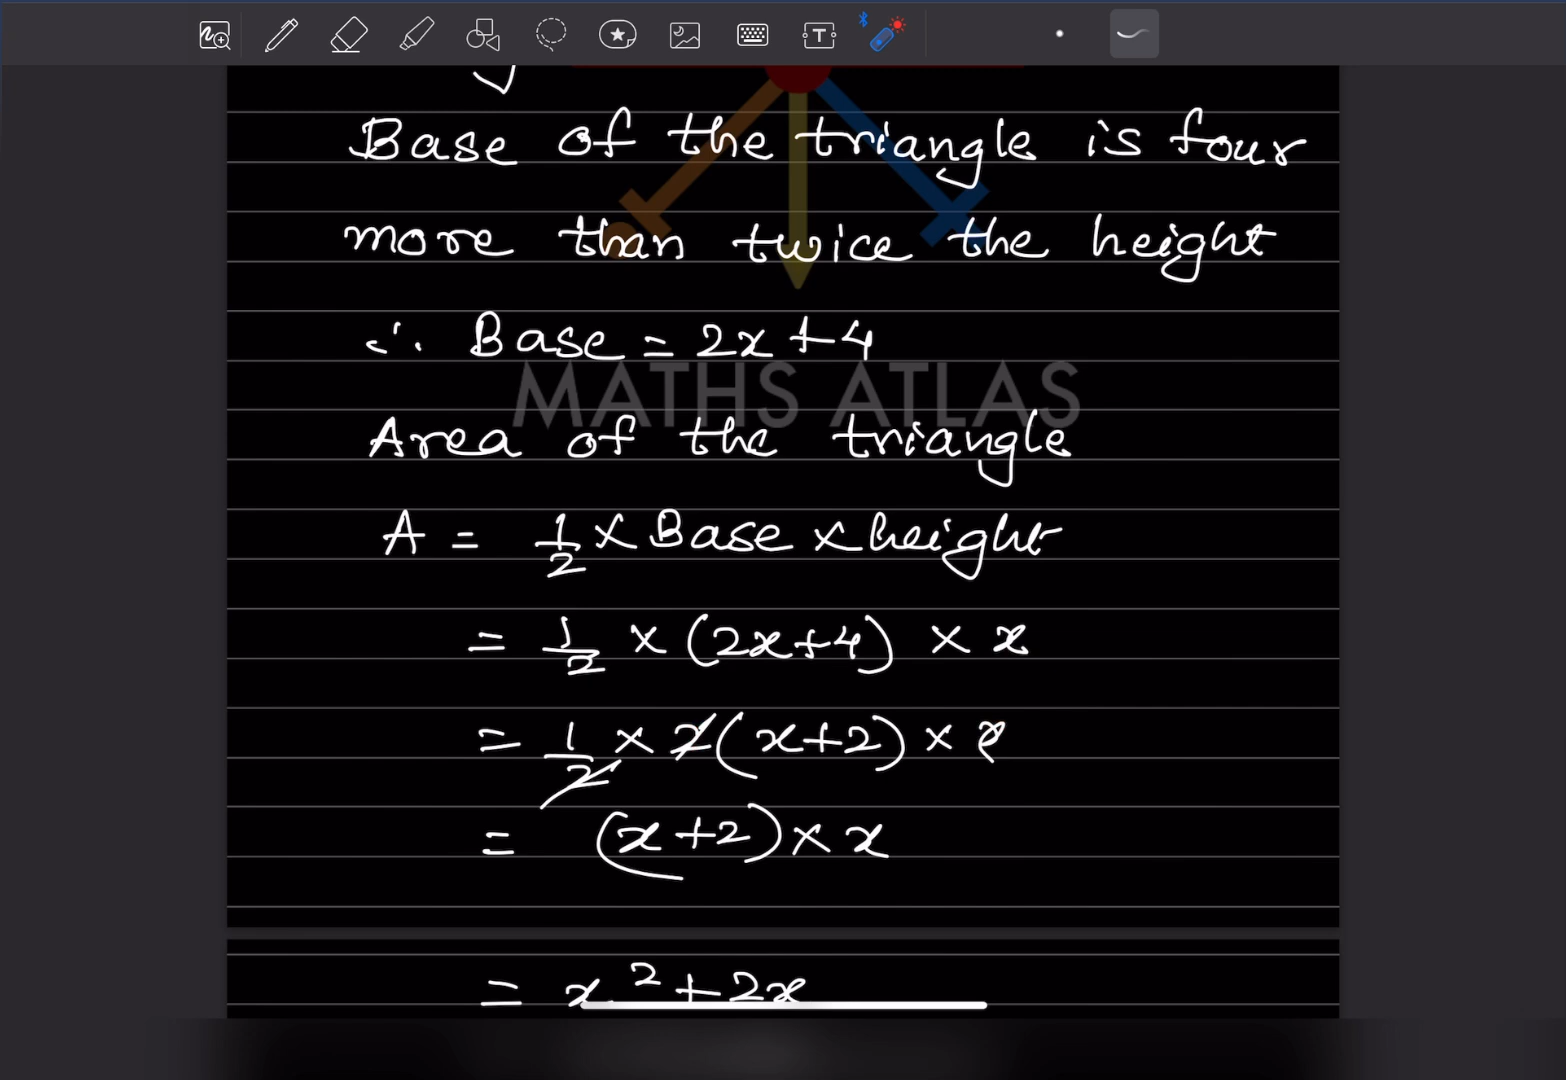 Base of the triangle is four
more than twice the height
∴ Base = 2x + 4
MATHS ATLAS
Area of the triangle
A = 1/2 × Base × height
= 1/2 × (2x+4) × x
= 1/2 × 2(x+2) × x
= (x+2) × x
= x² + 2x